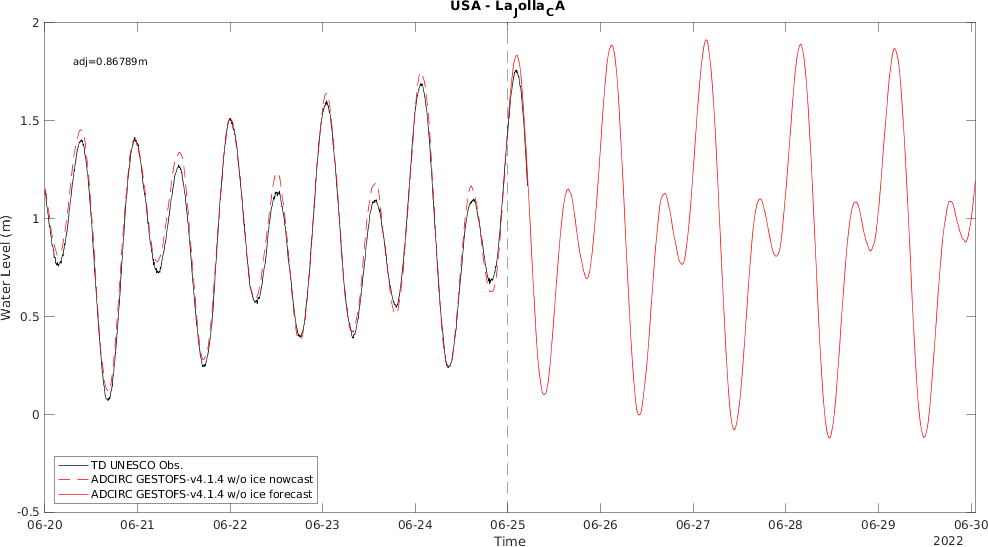 USA - LaJollaCA
adj=0.86789m
2
1.5
1
0.5
0
-0.5
Water Level (m)
TD UNESCO Obs.
ADCIRC GESTOFS-v4.1.4 w/o ice nowcast
ADCIRC GESTOFS-v4.1.4 w/o ice forecast
06-20 06-21 06-22 06-23 06-24 06-25 06-26 06-27 06-28 06-29 06-30
Time
2022